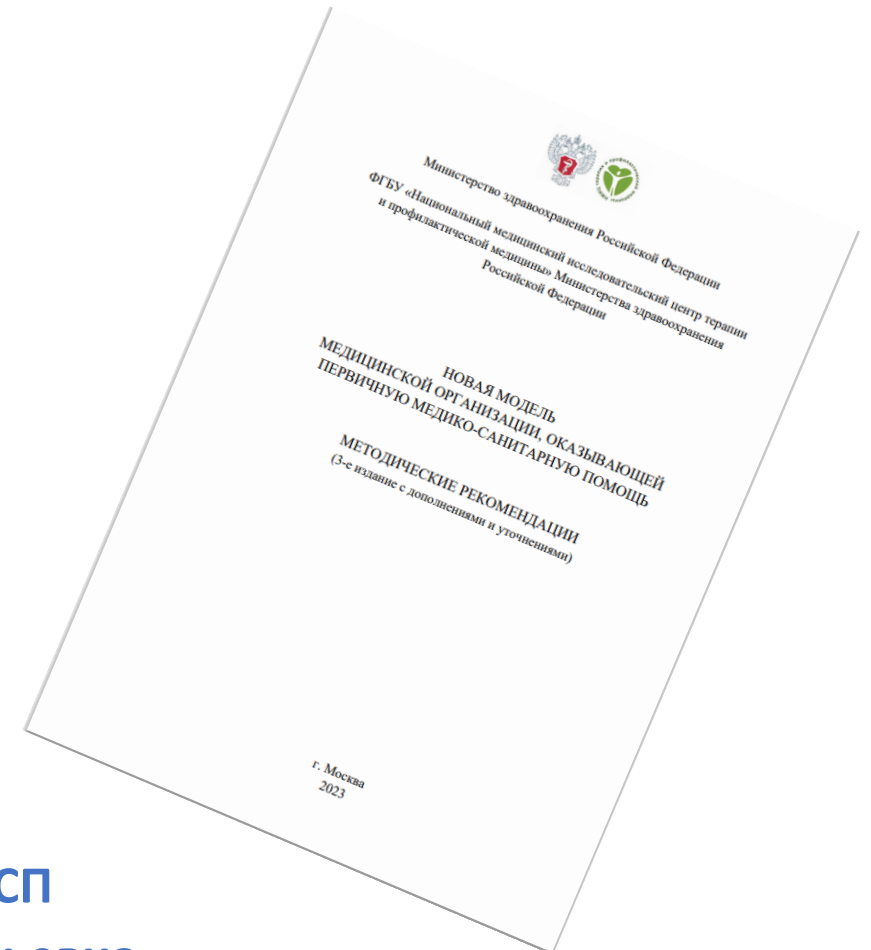 Министерство здравоохранения Российской Федерации
ФГБУ «Национальный медицинский исследовательский центр терапии
и профилактической медицины» Министерства здравоохранения
Российской Федерации
НОВАЯ МОДЕЛЬ
МЕДИЦИНСКОЙ ОРГАНИЗАЦИИ, ОКАЗЫВАЮЩЕЙ
ПЕРВИЧНУЮ МЕДИКО-САНИТАРНУЮ ПОМОЩЬ
МЕТОДИЧЕСКИЕ РЕКОМЕНДАЦИИ
(3-е издание с дополнениями и уточнениями)
г. Москва
2023
СП